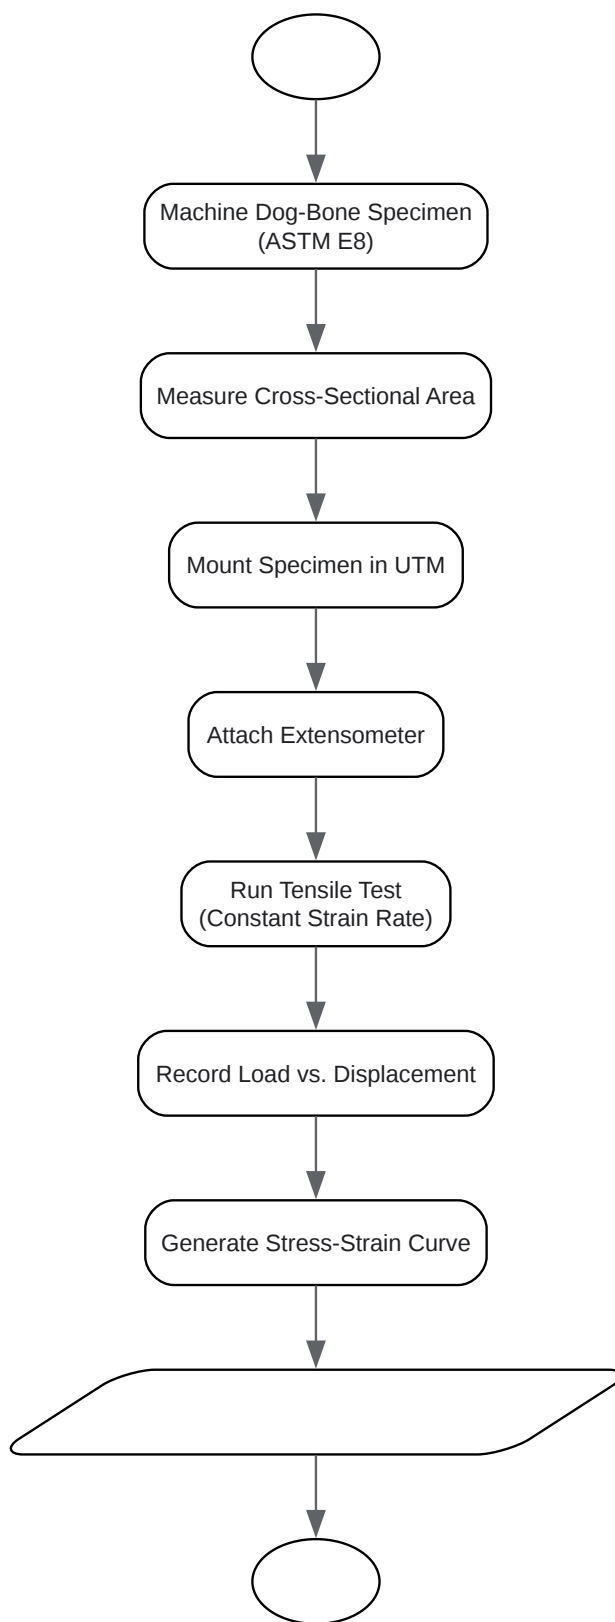 Machine Dog-Bone Specimen
(ASTM E8)
Measure Cross-Sectional Area
Mount Specimen in UTM
Attach Extensometer
Run Tensile Test
(Constant Strain Rate)
Record Load vs. Displacement
Generate Stress-Strain Curve